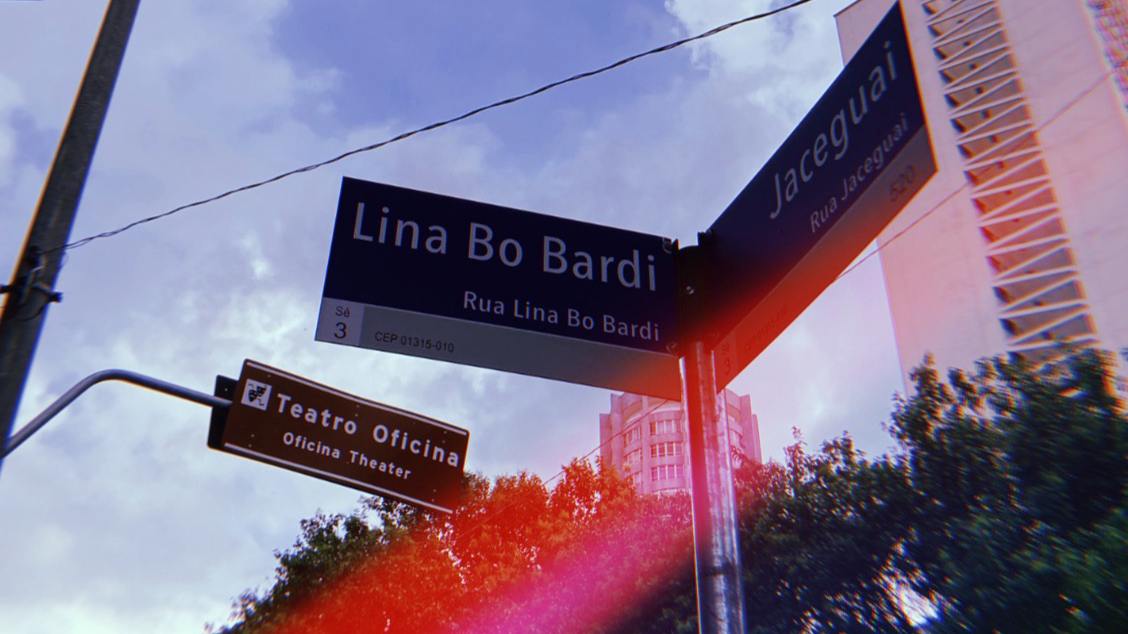 Lina Bo Bardi
Rua Lina Bo Bardi
Sé
3
CEP 01315-010
Jaceguai
Rua Jaceguai
520
Teatro Oficina
Oficina Theater